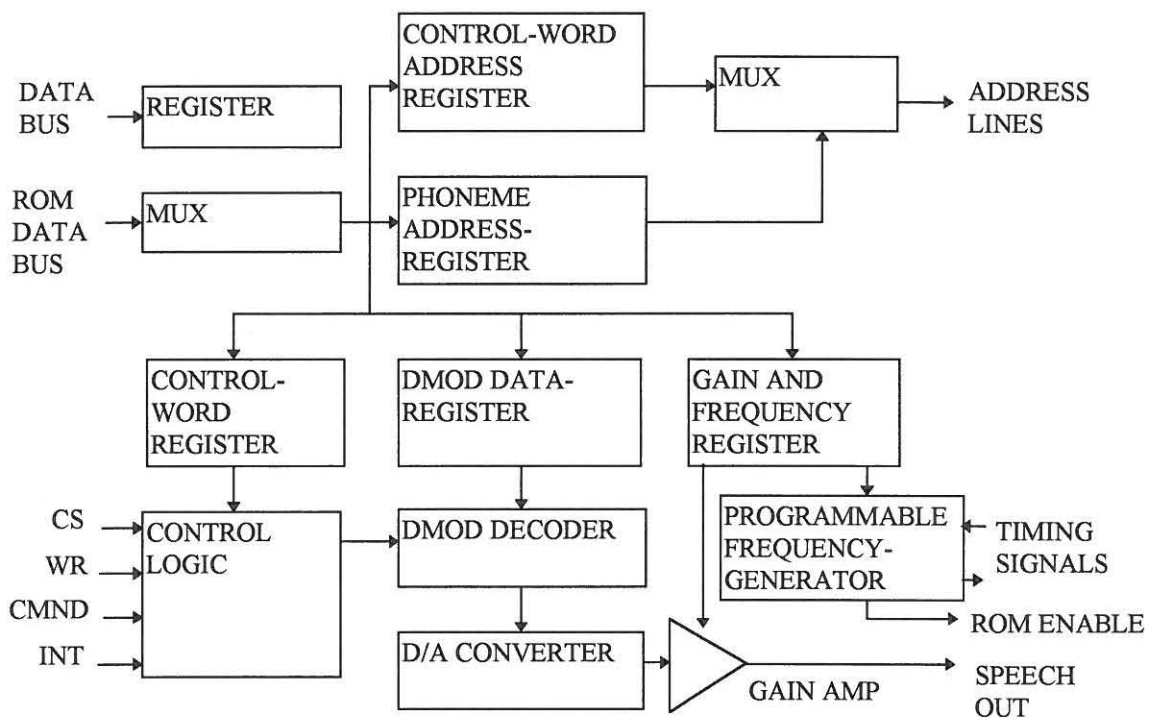 DATA
BUS
REGISTER
CONTROL-WORD
ADDRESS
REGISTER
MUX
ADDRESS
LINES
ROM
DATA
BUS
MUX
PHONEME
ADDRESS-
REGISTER
CONTROL-
WORD
REGISTER
DMOD DATA-
REGISTER
GAIN AND
FREQUENCY
REGISTER
CS
WR
CMND
INT
CONTROL
LOGIC
DMOD DECODER
PROGRAMMABLE
FREQUENCY-
GENERATOR
TIMING
SIGNALS
ROM ENABLE
D/A CONVERTER
GAIN AMP
SPEECH
OUT